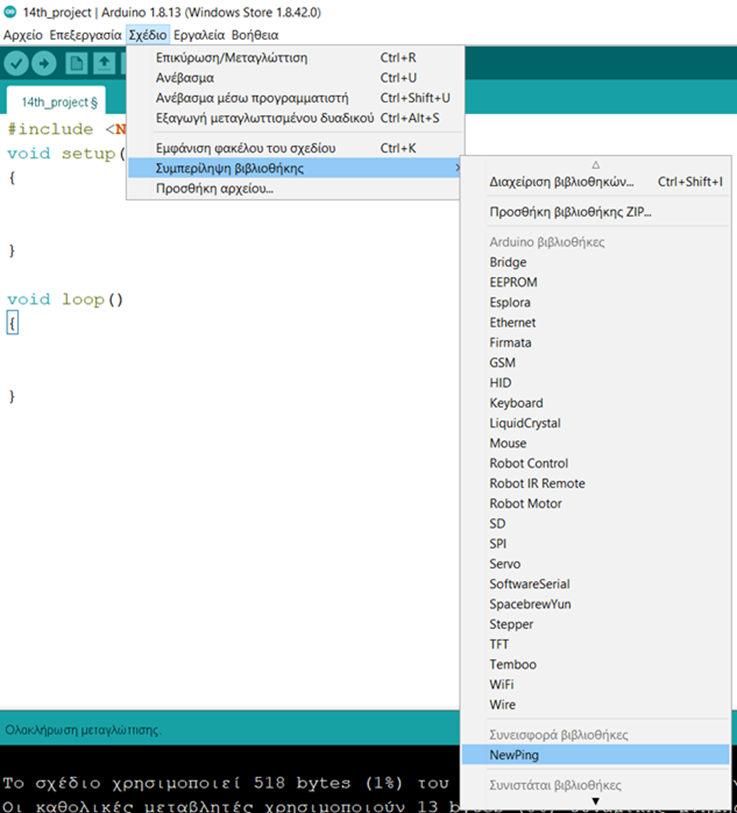 14th_project | Arduino 1.8.13 (Windows Store 1.8.42.0)
Αρχείο Επεξεργασία Σχέδιο Εργαλεία Βοήθεια
Επικύρωση/Μεταγλώττιση Ctrl+R
Ανέβασμα Ctrl+U
Ανέβασμα μέσω προγραμματιστή Ctrl+Shift+U
Εξαγωγή μεταγλωττισμένου δυαδικού Ctrl+Alt+S
Εμφάνιση φακέλου του σχεδίου Ctrl+K
Συμπερίληψη βιβλιοθήκης
Προσθήκη αρχείου...
14th_project §
#include <N
void setup(
{
}
void loop()
{
}
Διαχείριση βιβλιοθηκών... Ctrl+Shift+I
Προσθήκη βιβλιοθήκης ZIP...
Arduino βιβλιοθήκες
Bridge
EEPROM
Esplora
Ethernet
Firmata
GSM
HID
Keyboard
LiquidCrystal
Mouse
Robot Control
Robot IR Remote
Robot Motor
SD
SPI
Servo
SoftwareSerial
SpacebrewYun
Stepper
TFT
Temboo
WiFi
Wire
Συνεισφορά βιβλιοθήκες
NewPing
Συνιστάται βιβλιοθήκες
Ολοκλήρωση μεταγλώττισης.
Το σχέδιο χρησιμοποιεί 518 bytes (1%) του
Οι καθολικές μεταβλητές χρησιμοποιούν 13